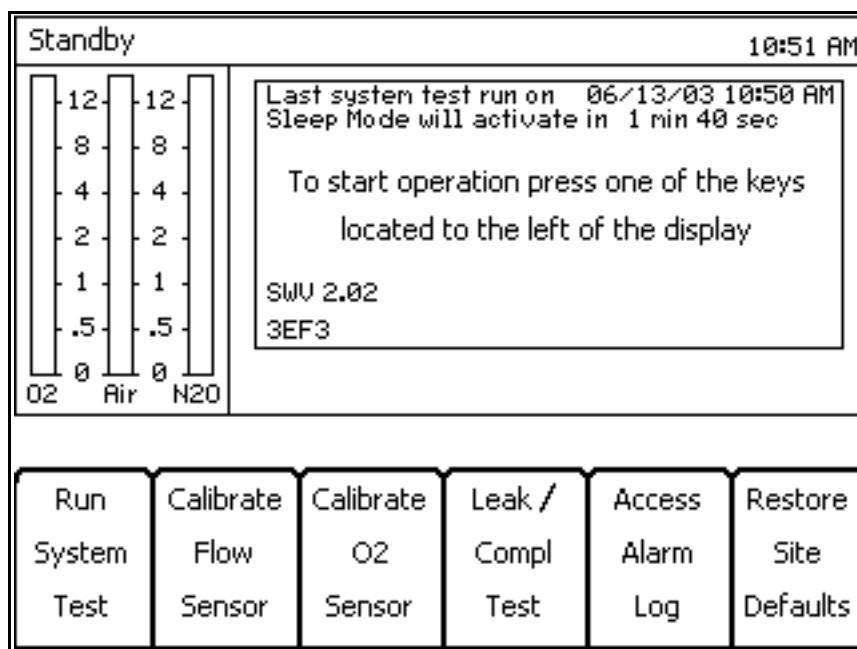 Standby 10:51 AM
12 12
8 8
4 4
2 2
1 1
.5 .5
0 0
O2 Air N2O
Last system test run on 06/13/03 10:50 AM
Sleep Mode will activate in 1 min 40 sec
To start operation press one of the keys
located to the left of the display
SWV 2.02
3EF3
Run
System
Test
Calibrate
Flow
Sensor
Calibrate
O2
Sensor
Leak /
Compl
Test
Access
Alarm
Log
Restore
Site
Defaults